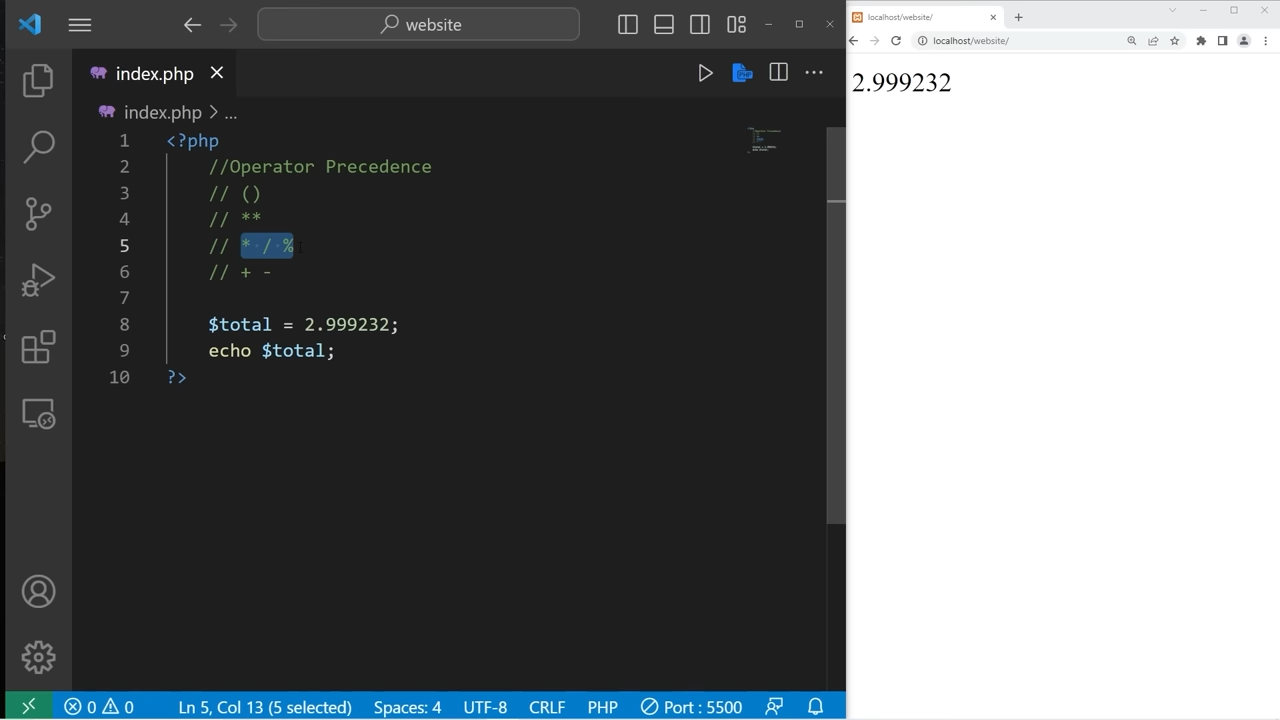 website
index.php
index.php > ...
1 <?php
2 //Operator Precedence
3 // ()
4 // **
5 // * / %
6 // + -
7
8 $total = 2.999232;
9 echo $total;
10 ?>
0 0 Ln 5, Col 13 (5 selected) Spaces: 4 UTF-8 CRLF PHP Port : 5500
localhost/website/
localhost/website/
2.999232